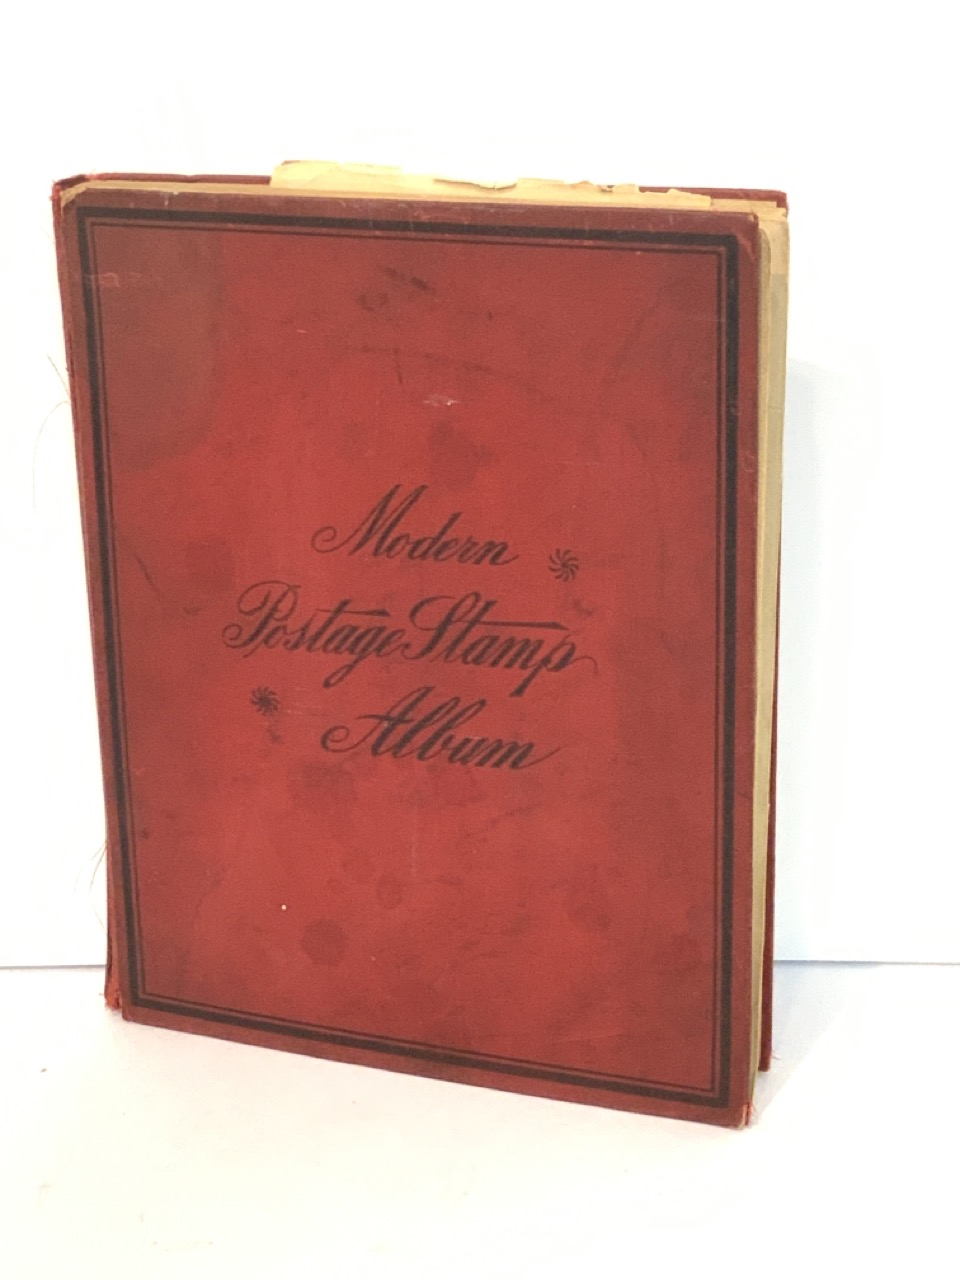 Modern
Postage Stamp
Album